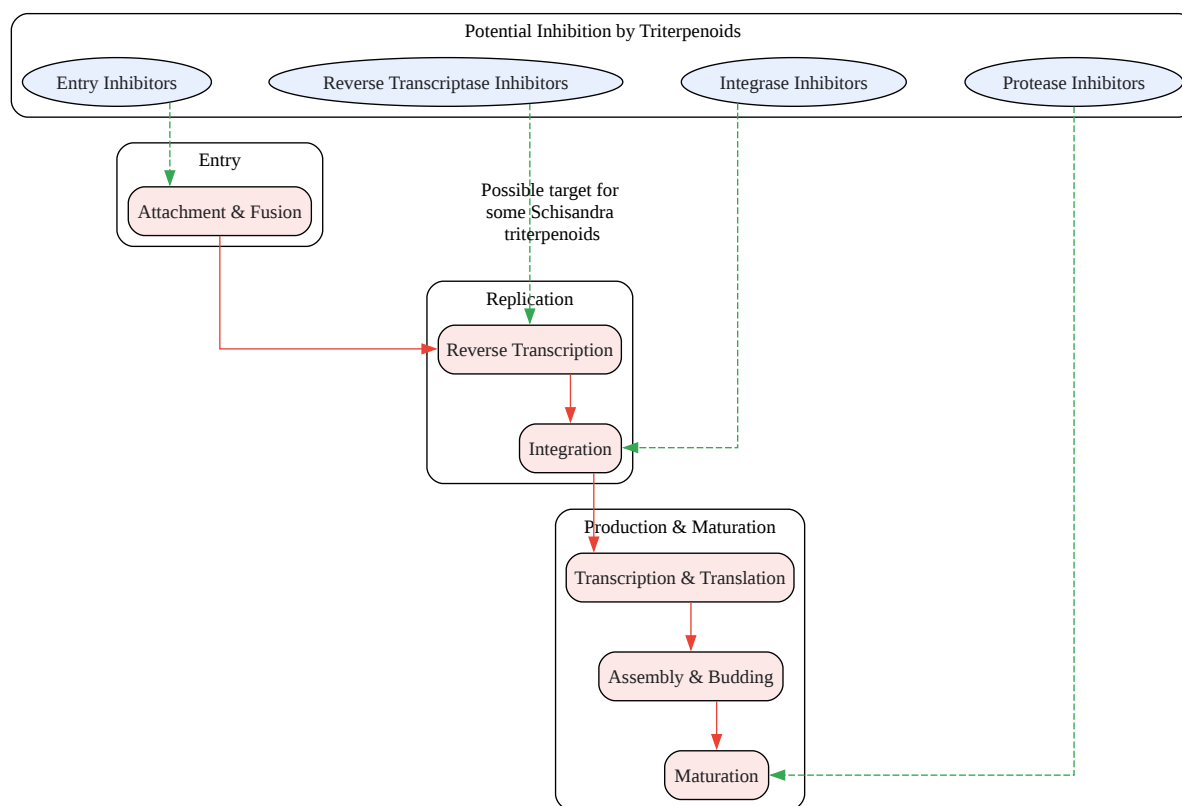 Potential Inhibition by Triterpenoids
Entry Inhibitors
Reverse Transcriptase Inhibitors
Integrase Inhibitors
Protease Inhibitors
Entry
Attachment & Fusion
Possible target for
some Schisandra
triterpenoids
Replication
Reverse Transcription
Integration
Production & Maturation
Transcription & Translation
Assembly & Budding
Maturation